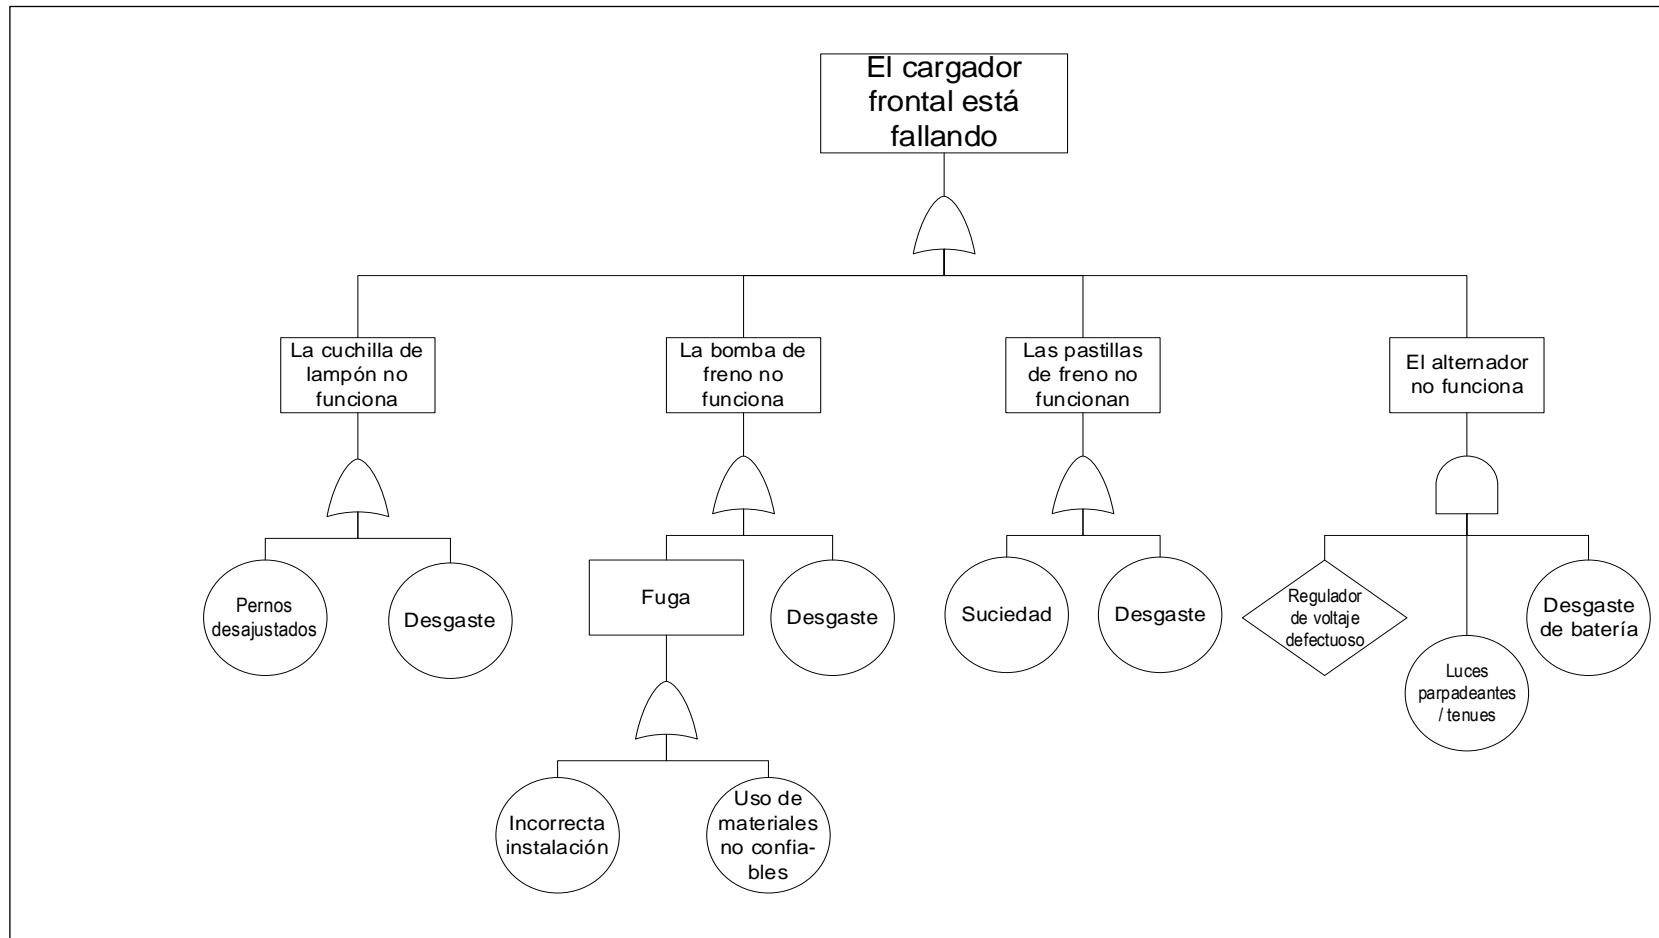 El cargador
frontal está
fallando
La cuchilla de
lampón no
funciona
La bomba de
freno no
funciona
Las pastillas
de freno no
funcionan
El alternador
no funciona
Pernos
desajustados
Desgaste
Fuga
Desgaste
Suciedad
Desgaste
Regulador
de voltaje
defectuoso
Luces
parpadeantes
/ tenues
Desgaste
de batería
Incorrecta
instalación
Uso de
materiales
no confia-
bles